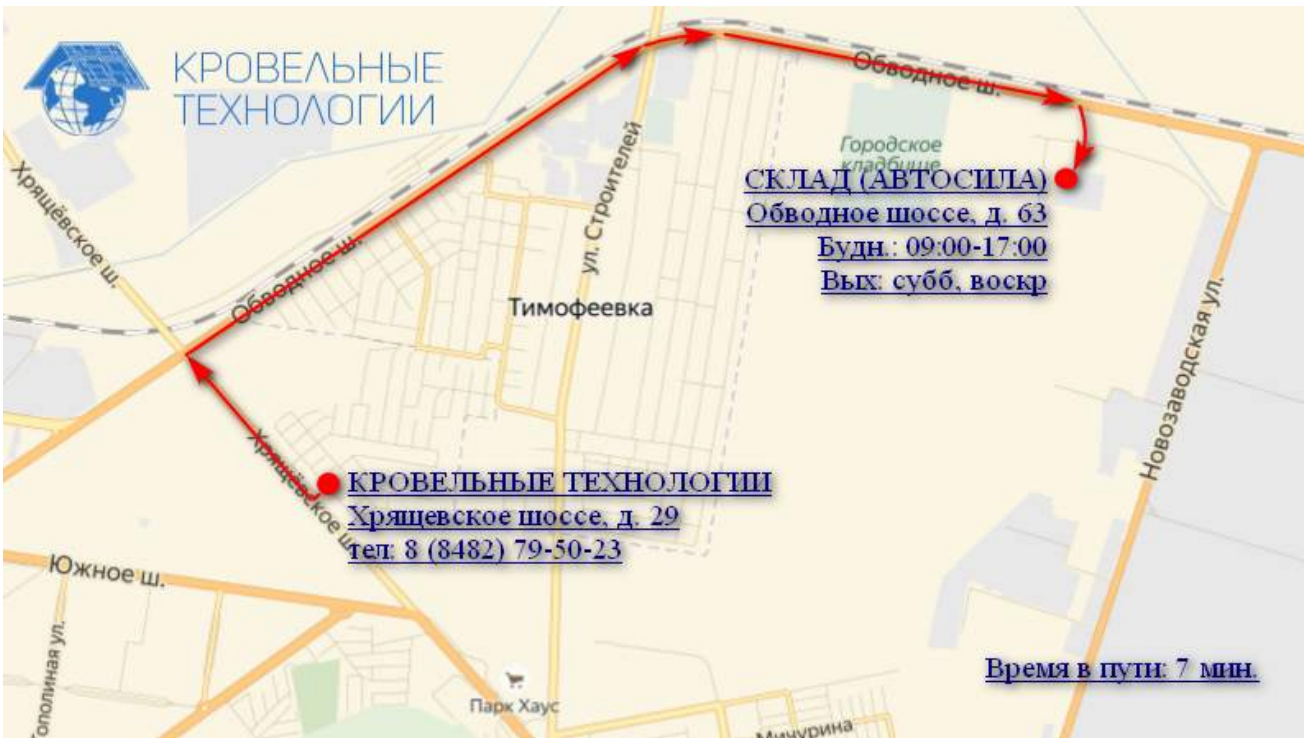 КРОВЕЛЬНЫЕ
ТЕХНОЛОГИИ
Обводное ш.
Городское
кладбище
Хрящёвское ш.
ул. Строителей
СКЛАД (АВТОСИЛА)
Обводное шоссе, д. 63
Будн.: 09:00-17:00
Вых: субб, воскр
Обводное ш.
Тимофеевка
Новозаводская ул.
Хрящёвское ш.
КРОВЕЛЬНЫЕ ТЕХНОЛОГИИ
Хрящевское шоссе, д. 29
тел: 8 (8482) 79-50-23
Южное ш.
Тополиная ул.
Время в пути: 7 мин.
Парк Хаус
Мичурина